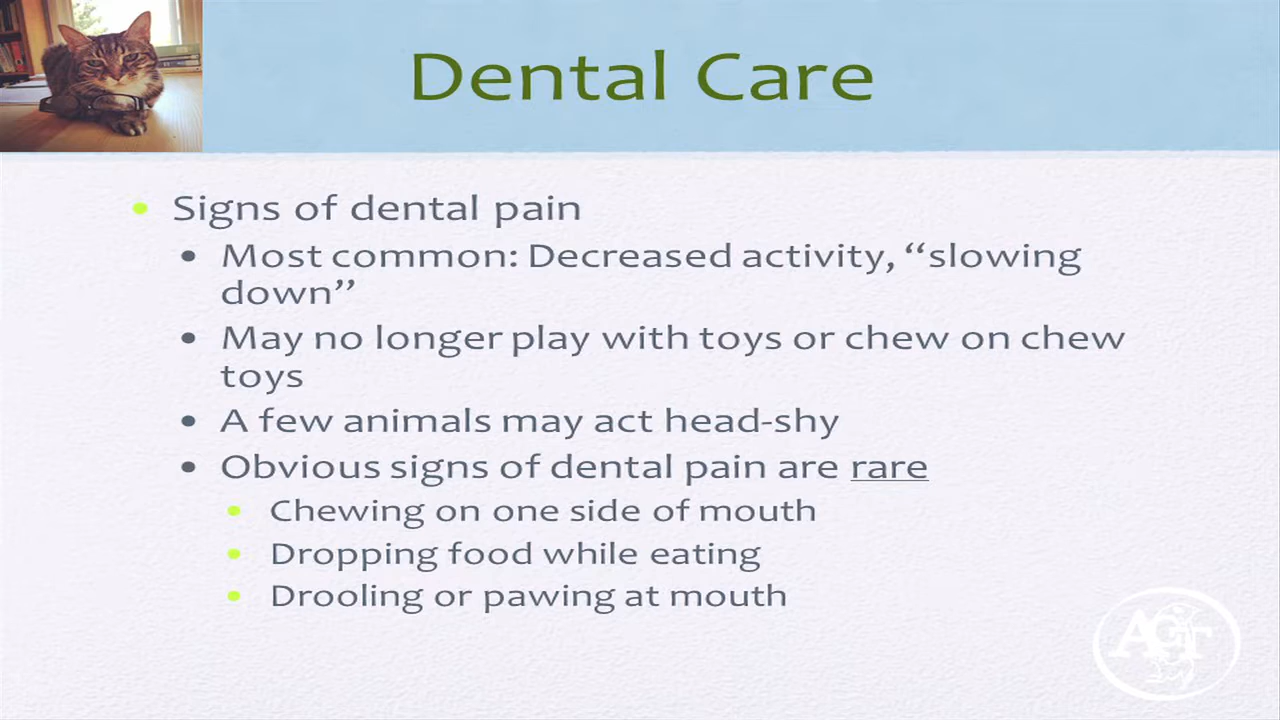 Dental Care
• Signs of dental pain
• Most common: Decreased activity, “slowing
down”
• May no longer play with toys or chew on chew
toys
• A few animals may act head-shy
• Obvious signs of dental pain are rare
• Chewing on one side of mouth
• Dropping food while eating
• Drooling or pawing at mouth